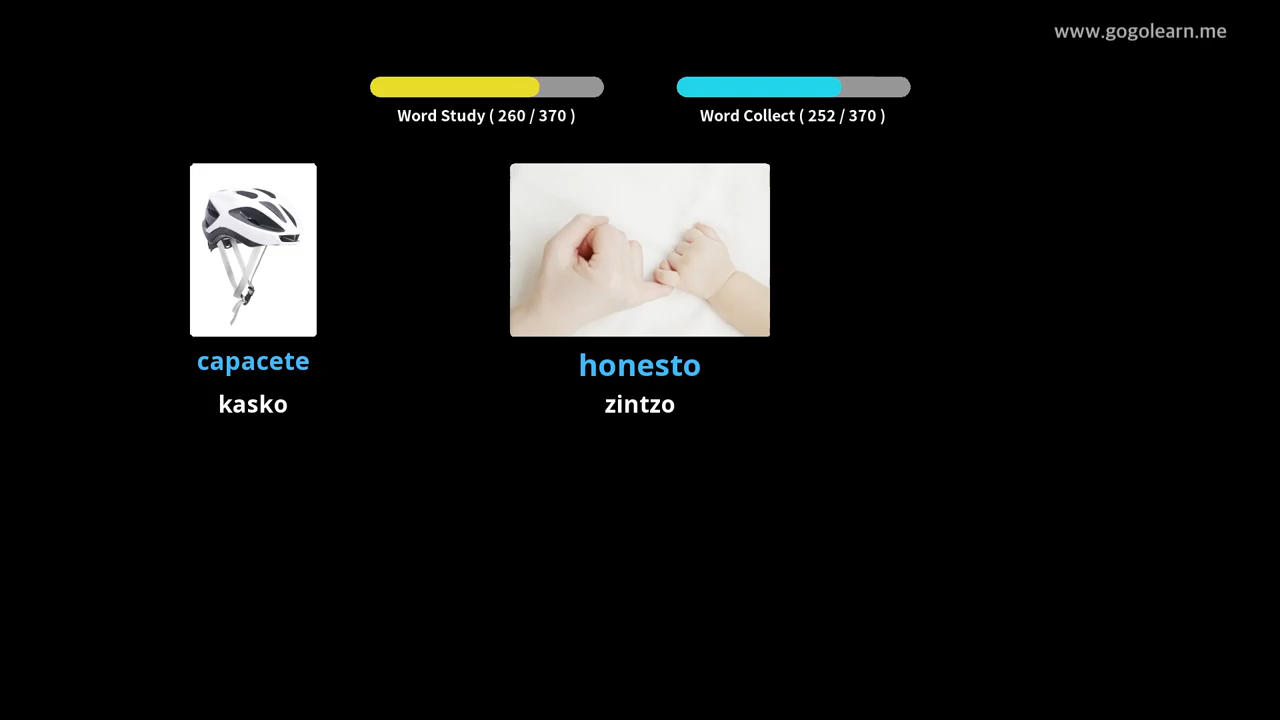 www.gogolearn.me
Word Study ( 260 / 370 )
Word Collect ( 252 / 370 )
capacete
kasko
honesto
zintzo